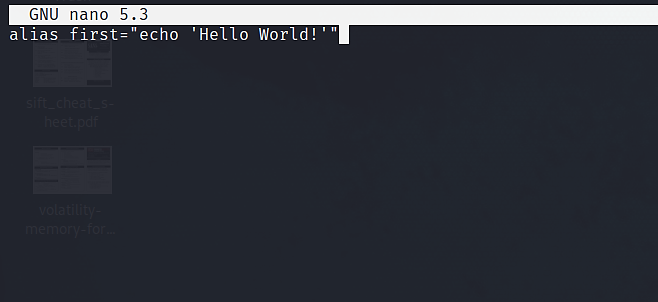 GNU nano 5.3
alias first="echo 'Hello World!'"
sift_cheat_s-
heet.pdf
volatility-
memory-for...